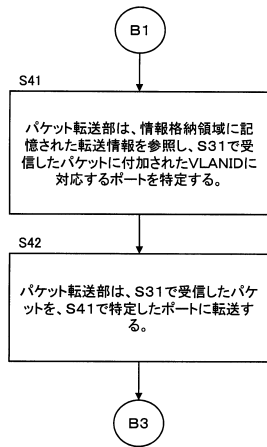 B1
S41
パケット転送部は、情報格納領域に記
憶された転送情報を参照し、S31で受
信したパケットに付加されたVLANIDに
対応するポートを特定する。
S42
パケット転送部は、S31で受信したパケ
ットを、S41で特定したポートに転送す
る。
B3